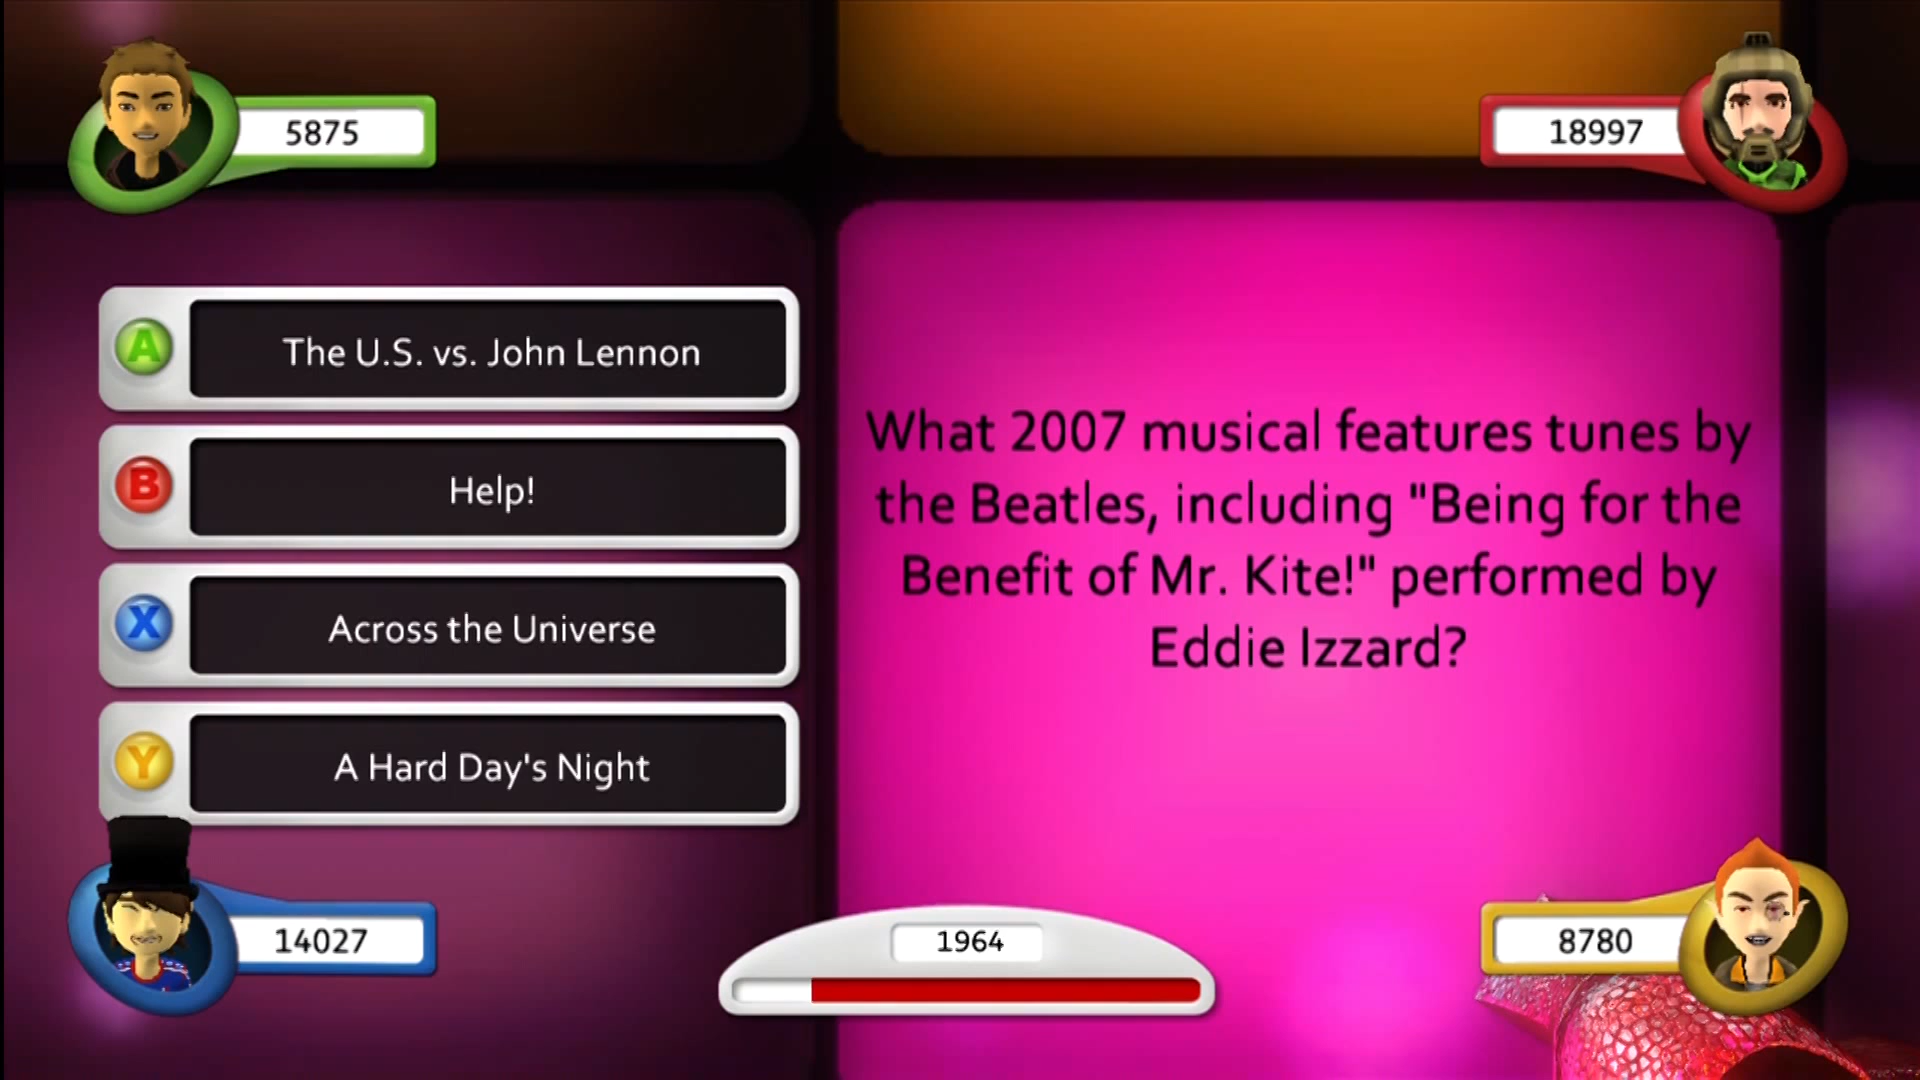 5875
18997
A
The U.S. vs. John Lennon
B
Help!
X
Across the Universe
Y
A Hard Day's Night
What 2007 musical features tunes by
the Beatles, including "Being for the
Benefit of Mr. Kite!" performed by
Eddie Izzard?
14027
1964
8780